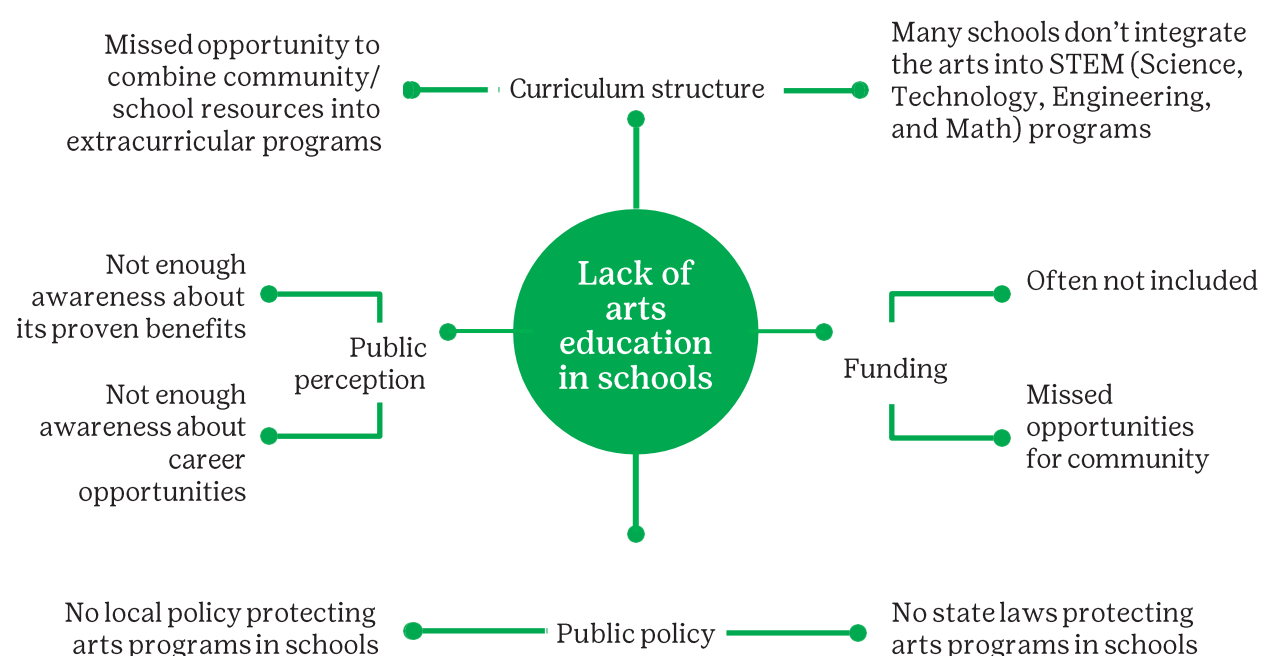 Missed opportunity to
combine community/
school resources into
extracurricular programs
Curriculum structure
Many schools don't integrate
the arts into STEM (Science,
Technology, Engineering,
and Math) programs
Not enough
awareness about
its proven benefits
Not enough
awareness about
career
opportunities
Public
perception
Lack of
arts
education
in schools
Funding
Often not included
Missed
opportunities
for community
No local policy protecting
arts programs in schools
Public policy
No state laws protecting
arts programs in schools